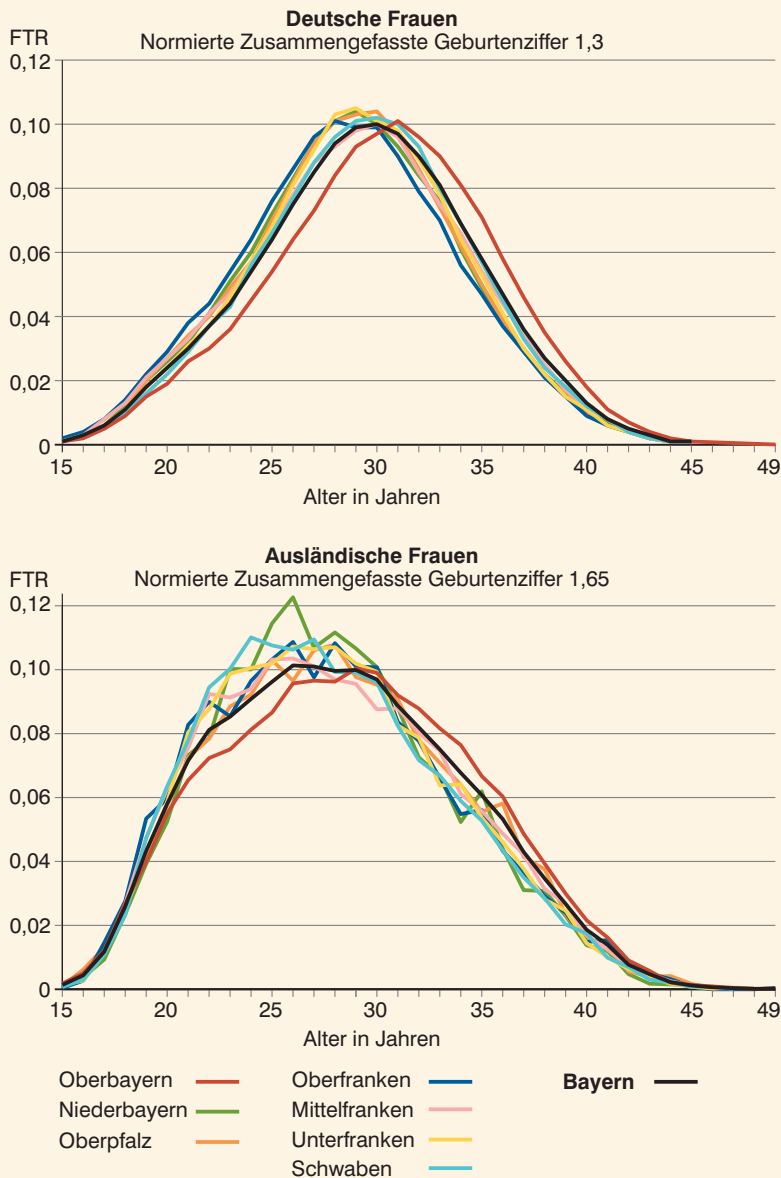 Deutsche Frauen
Normierte Zusammengefasste Geburtenziffer 1,3
FTR
0,12
0,10
0,08
0,06
0,04
0,02
0
15 20 25 30 35 40 45 49
Alter in Jahren
Ausländische Frauen
Normierte Zusammengefasste Geburtenziffer 1,65
FTR
0,12
0,10
0,08
0,06
0,04
0,02
0
15 20 25 30 35 40 45 49
Alter in Jahren
Oberbayern Oberfranken Bayern
Niederbayern Mittelfranken
Oberpfalz Unterfranken
Schwaben